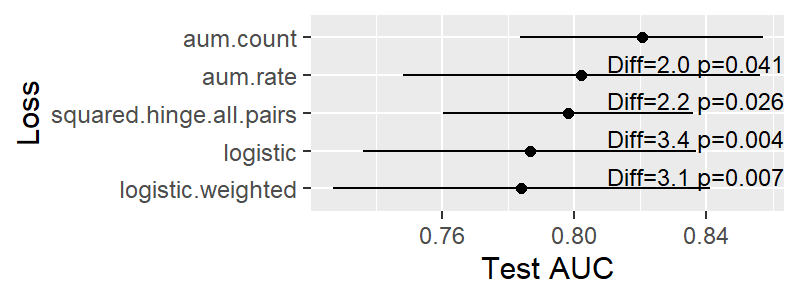 aum.count
aum.rate
Diff=2.0 p=0.041
squared.hinge.all.pairs
Diff=2.2 p=0.026
logistic
Diff=3.4 p=0.004
logistic.weighted
Diff=3.1 p=0.007
Loss
0.76 0.80 0.84
Test AUC